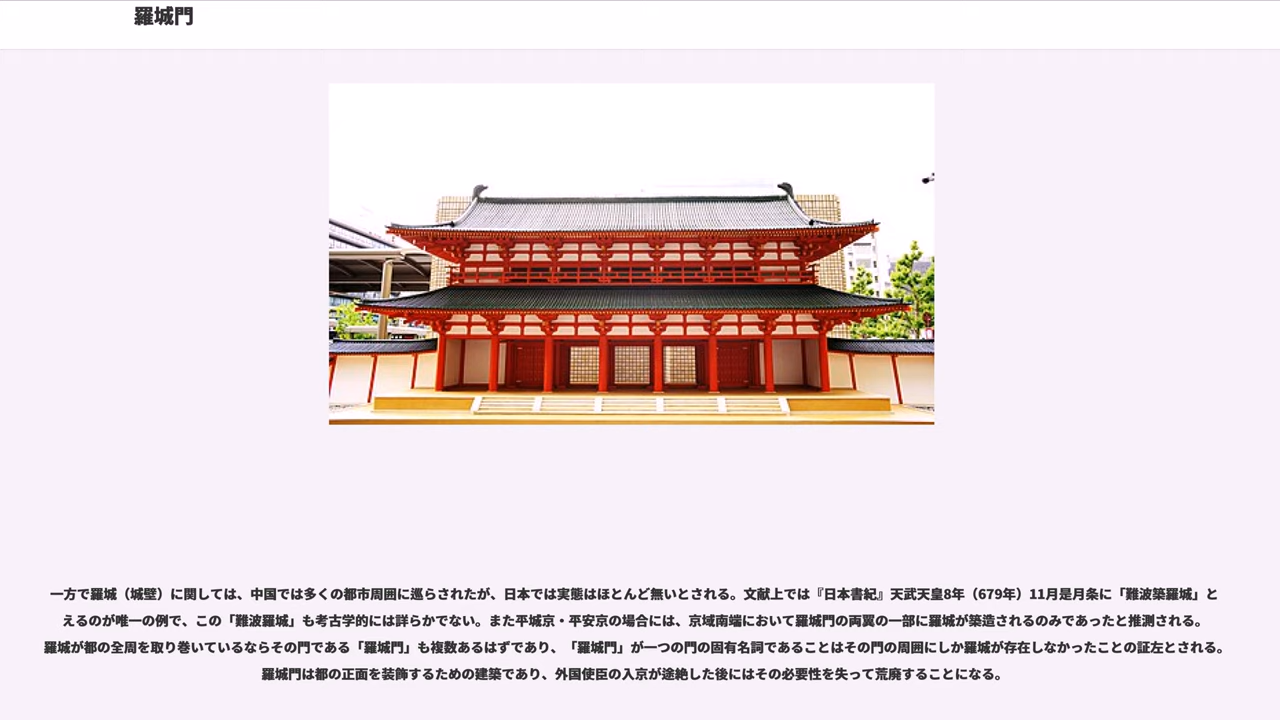 羅城門
一方で羅城（城壁）に関しては、中国では多くの都市周囲に巡らされたが、日本では実態はほとんど無いとされる。文献上では『日本書紀』天武天皇8年（679年）11月是月条に「難波築羅城」と
えるのが唯一の例で、この「難波羅城」も考古学的には詳らかでない。また平城京・平安京の場合には、京域南端において羅城門の両翼の一部に羅城が築造されるのみであったと推測される。
羅城が都の全周を取り巻いているならその門である「羅城門」も複数あるはずであり、「羅城門」が一つの門の固有名詞であることはその門の周囲にしか羅城が存在しなかったことの証左とされる。
羅城門は都の正面を装飾するための建築であり、外国使臣の入京が途絶した後にはその必要性を失って荒廃することになる。